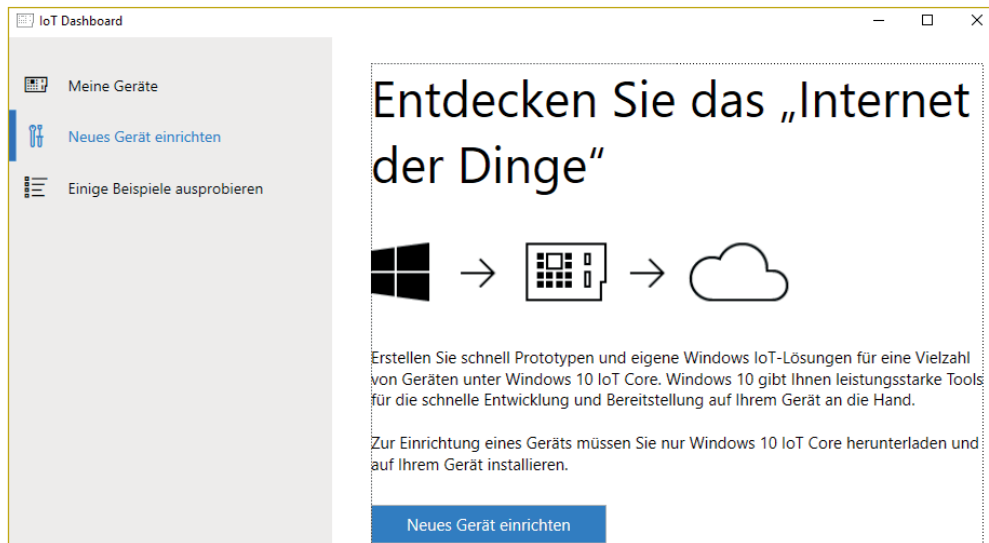 IoT Dashboard
Meine Geräte
Neues Gerät einrichten
Einige Beispiele ausprobieren
Entdecken Sie das „Internet
der Dinge“
Erstellen Sie schnell Prototypen und eigene Windows IoT-Lösungen für eine Vielzahl
von Geräten unter Windows 10 IoT Core. Windows 10 gibt Ihnen leistungsstarke Tools
für die schnelle Entwicklung und Bereitstellung auf Ihrem Gerät an die Hand.
Zur Einrichtung eines Geräts müssen Sie nur Windows 10 IoT Core herunterladen und
auf Ihrem Gerät installieren.
Neues Gerät einrichten